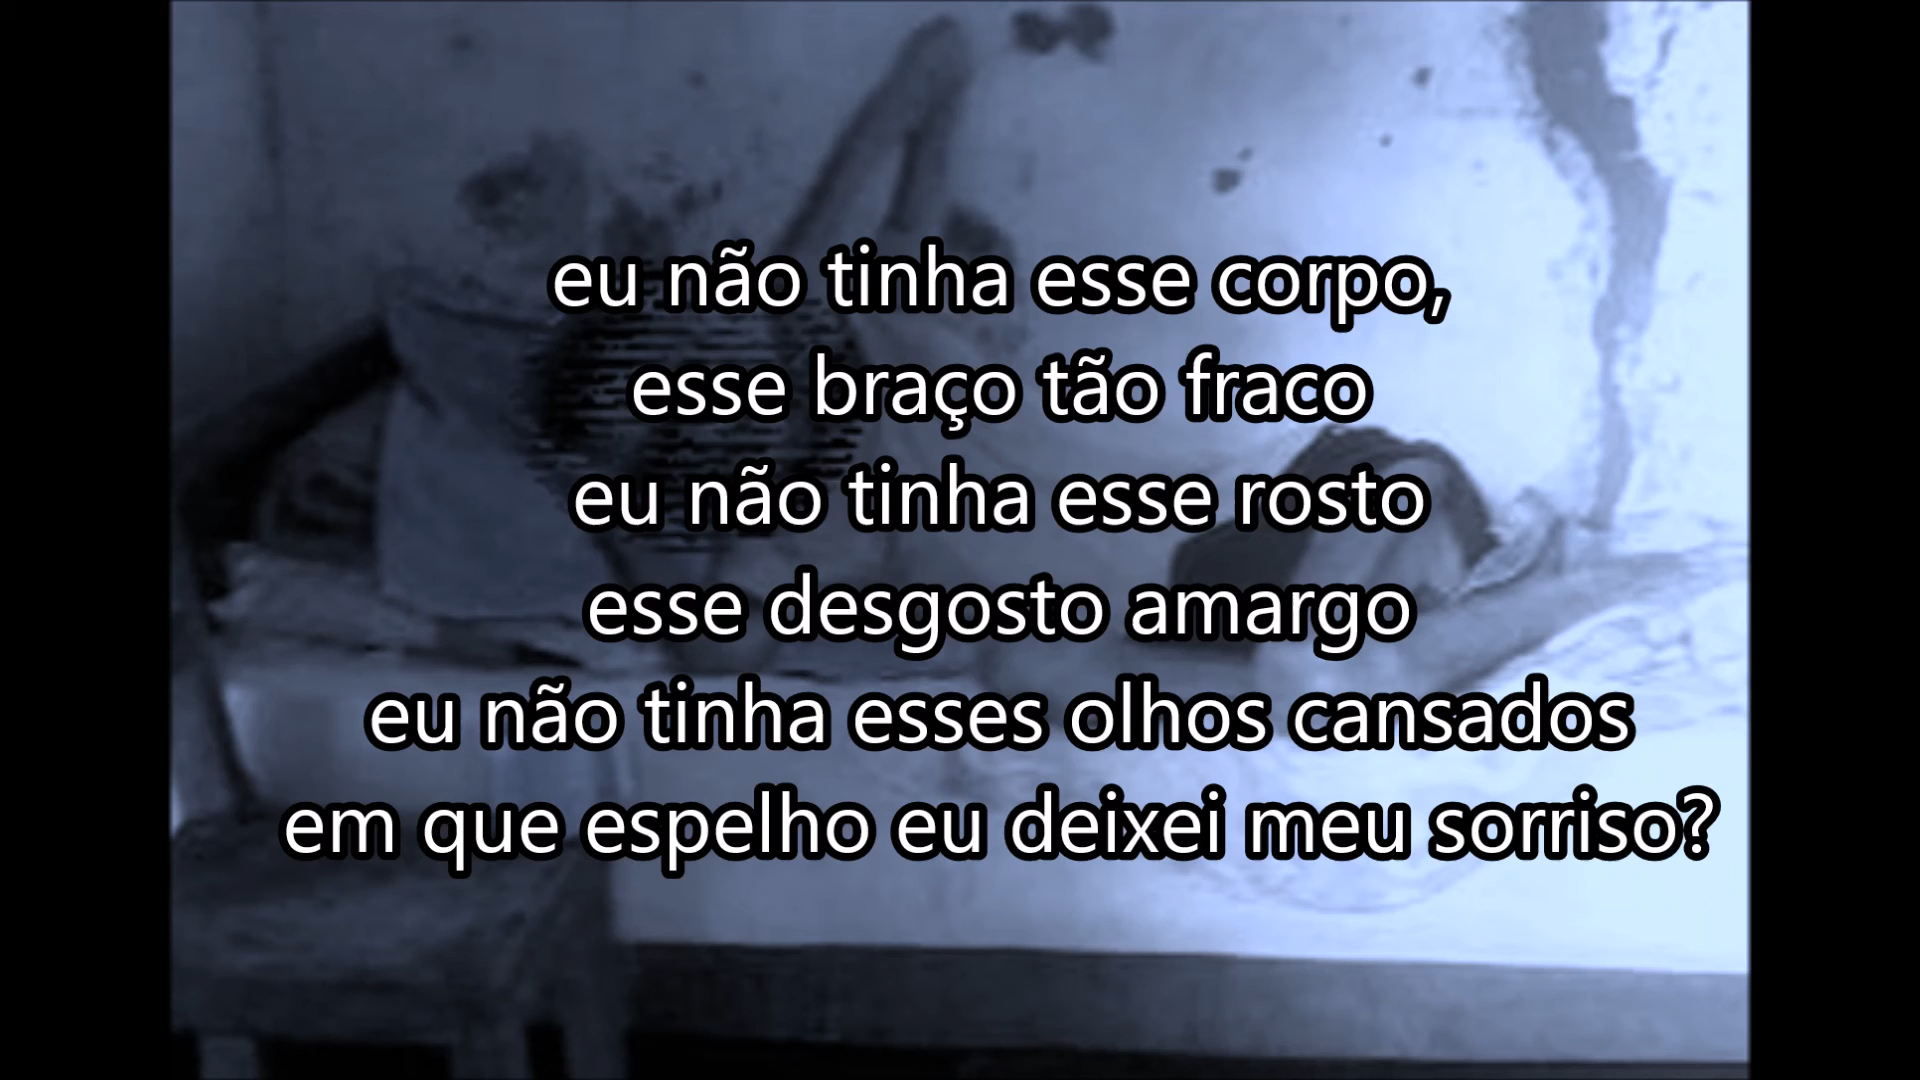 eu não tinha esse corpo,
esse braço tão fraco
eu não tinha esse rosto
esse desgosto amargo
eu não tinha esses olhos cansados
em que espelho eu deixei meu sorriso?